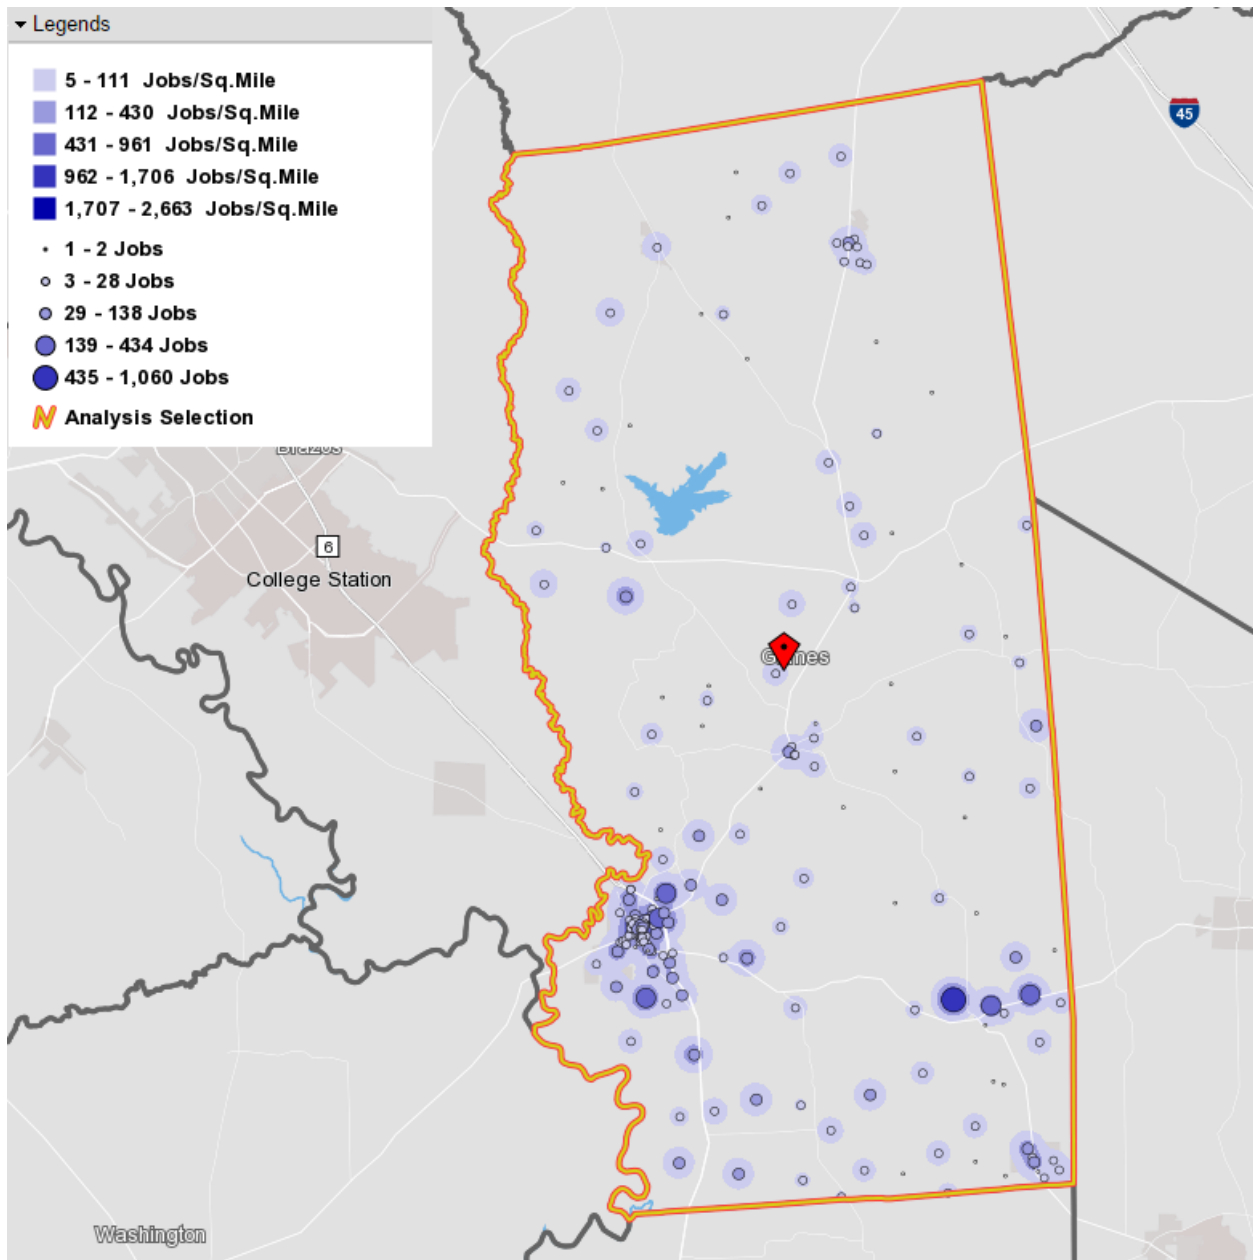 Legends
5 - 111 Jobs/Sq.Mile
112 - 430 Jobs/Sq.Mile
431 - 961 Jobs/Sq.Mile
962 - 1,706 Jobs/Sq.Mile
1,707 - 2,663 Jobs/Sq.Mile
1 - 2 Jobs
3 - 28 Jobs
29 - 138 Jobs
139 - 434 Jobs
435 - 1,060 Jobs
Analysis Selection
45
Brazos
6
College Station
Grimes
Washington